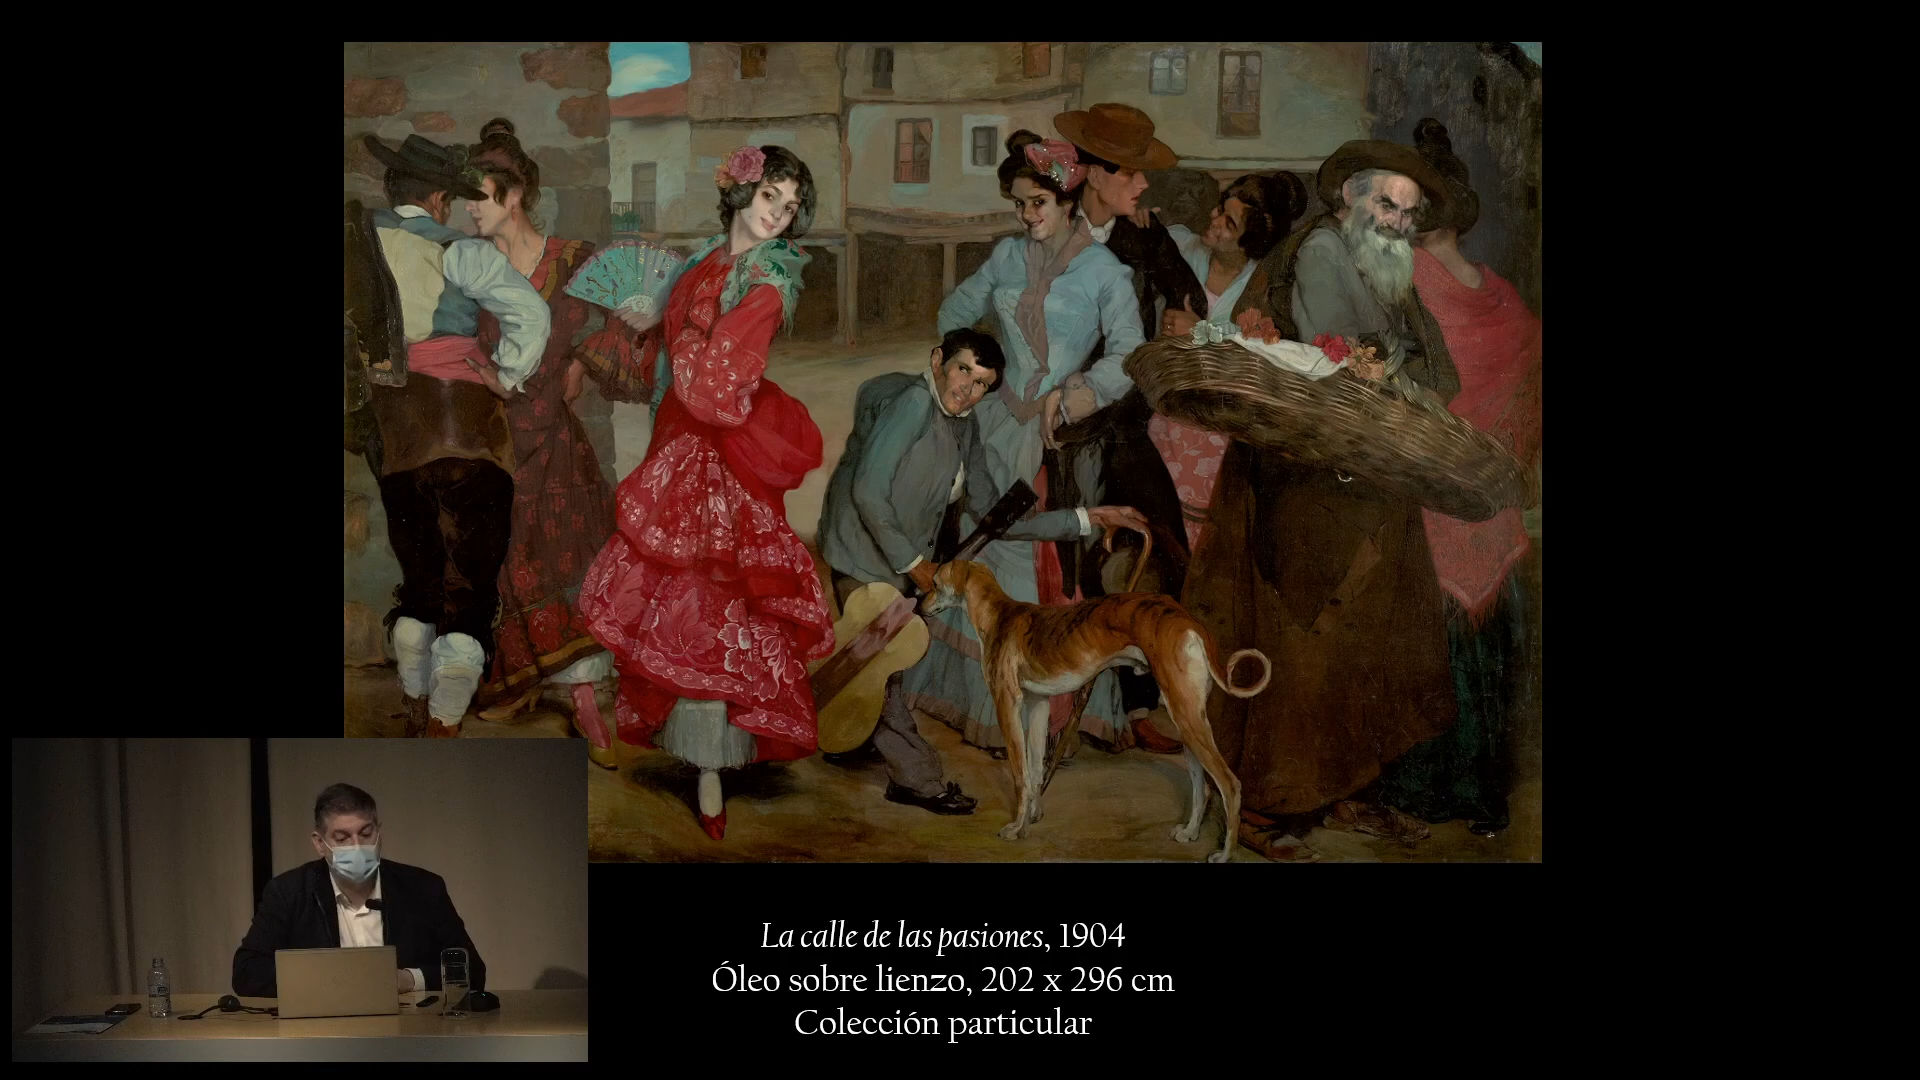 La calle de las pasiones, 1904
Óleo sobre lienzo, 202 x 296 cm
Colección particular